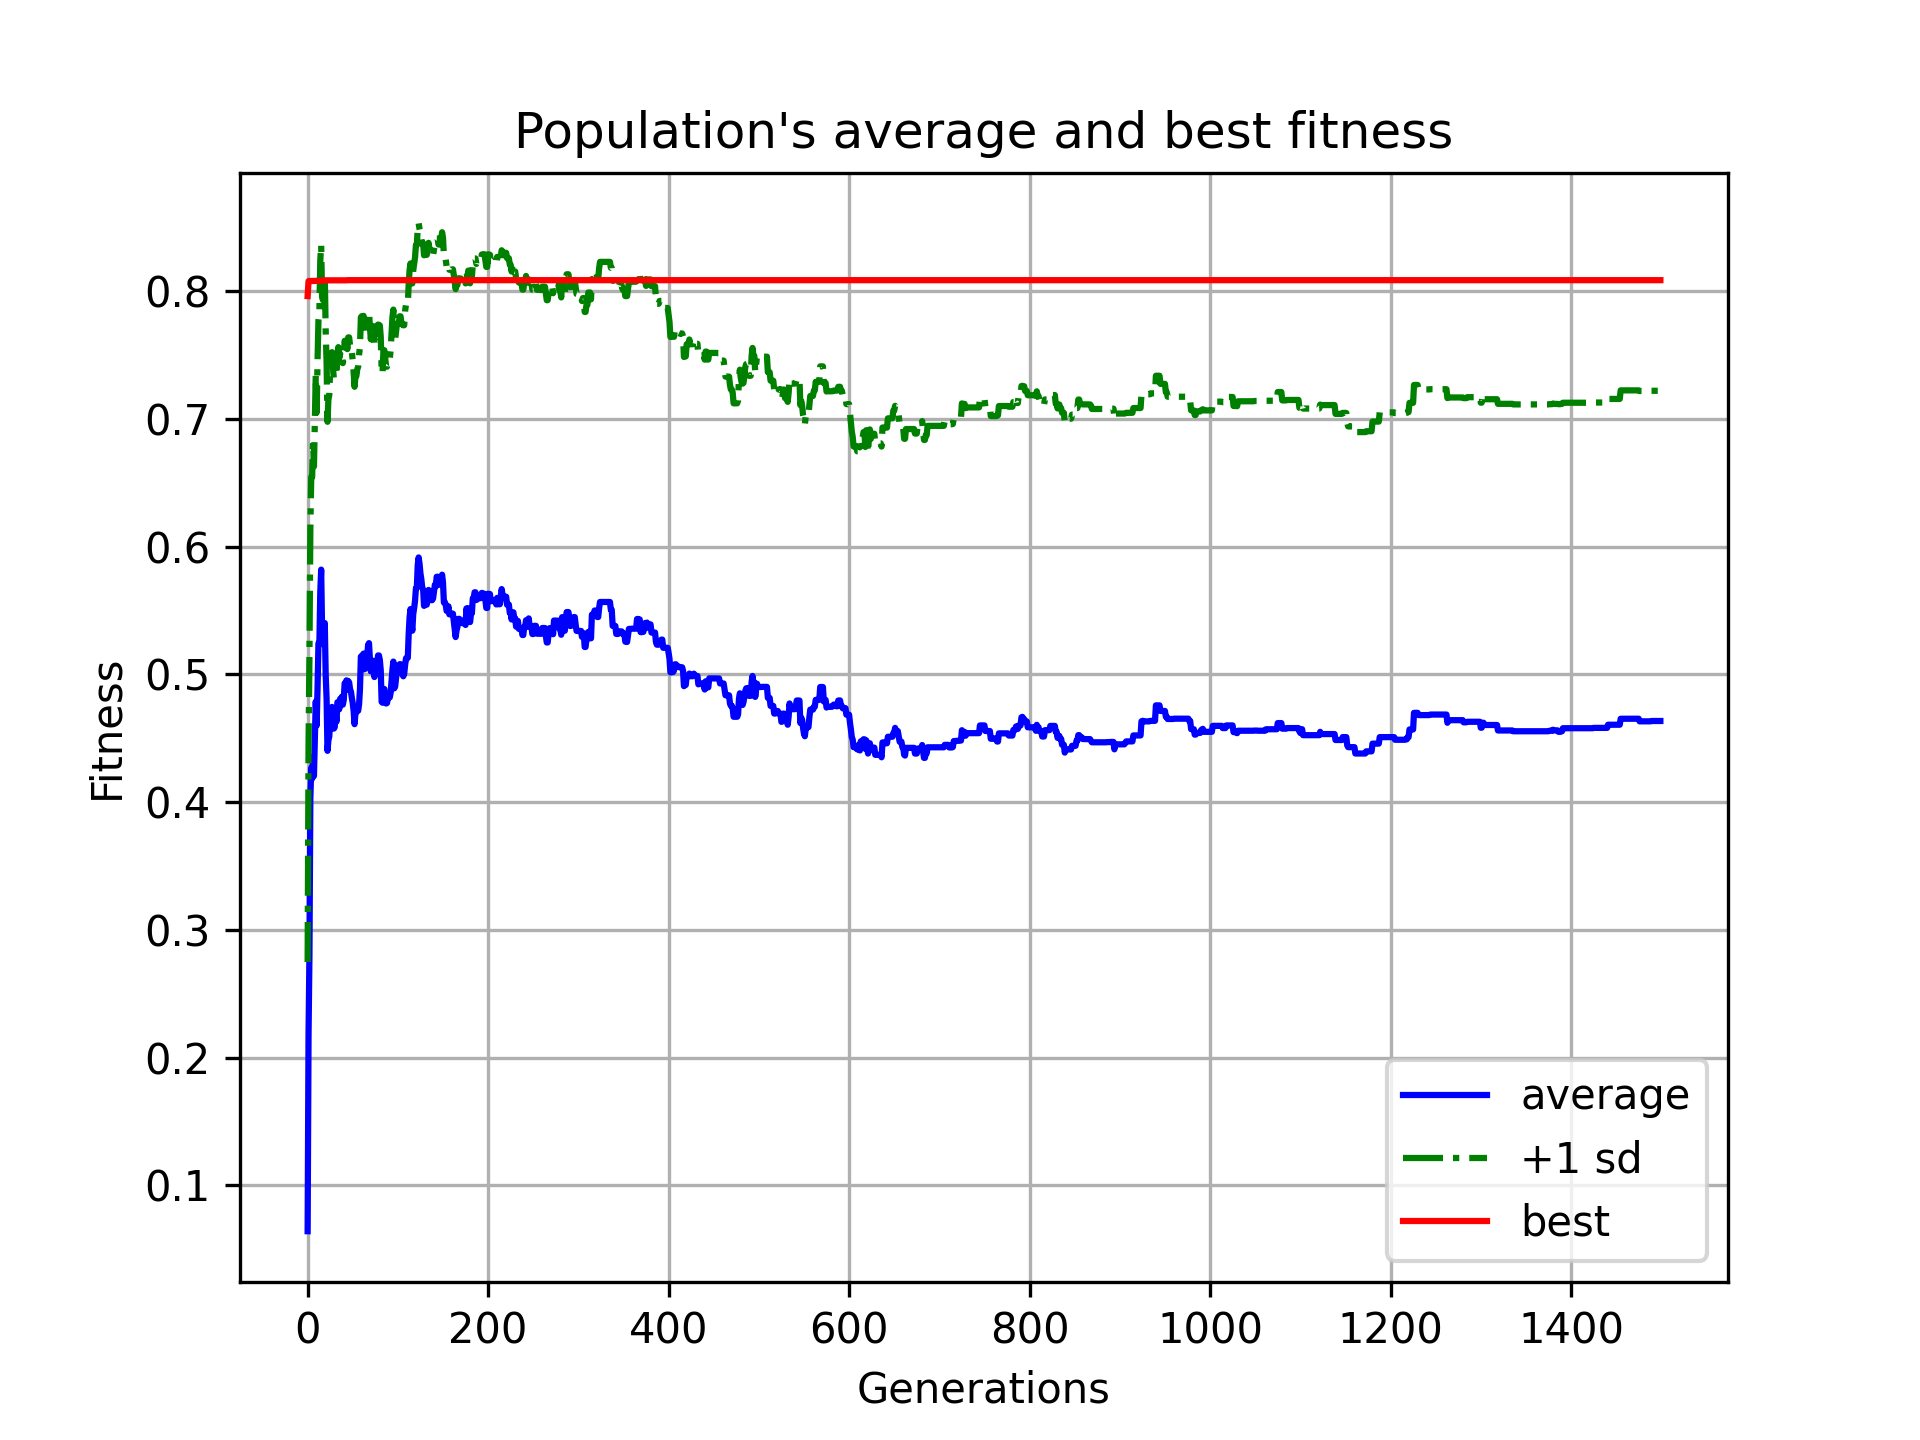 Population's average and best fitness
Fitness
0.8
0.7
0.6
0.5
0.4
0.3
0.2
0.1
average
+1 sd
best
0 200 400 600 800 1000 1200 1400
Generations